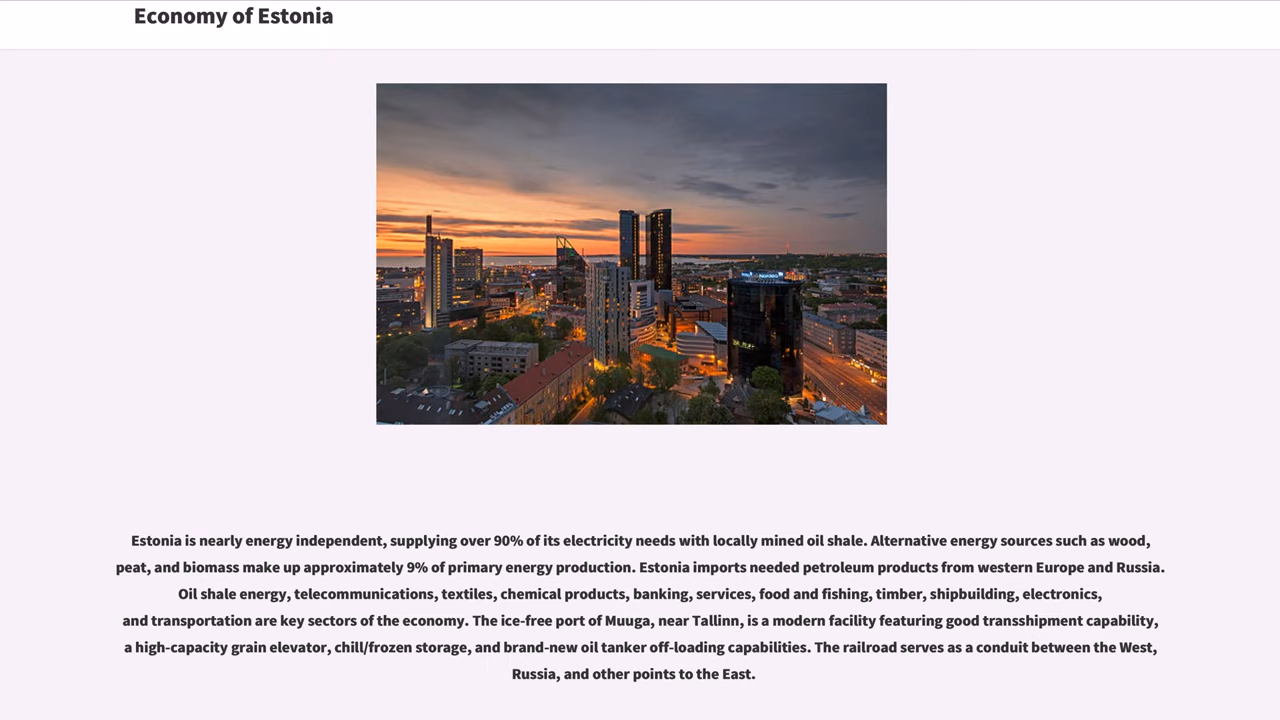 Economy of Estonia
Estonia is nearly energy independent, supplying over 90% of its electricity needs with locally mined oil shale. Alternative energy sources such as wood,
peat, and biomass make up approximately 9% of primary energy production. Estonia imports needed petroleum products from western Europe and Russia.
Oil shale energy, telecommunications, textiles, chemical products, banking, services, food and fishing, timber, shipbuilding, electronics,
and transportation are key sectors of the economy. The ice-free port of Muuga, near Tallinn, is a modern facility featuring good transshipment capability,
a high-capacity grain elevator, chill/frozen storage, and brand-new oil tanker off-loading capabilities. The railroad serves as a conduit between the West,
Russia, and other points to the East.